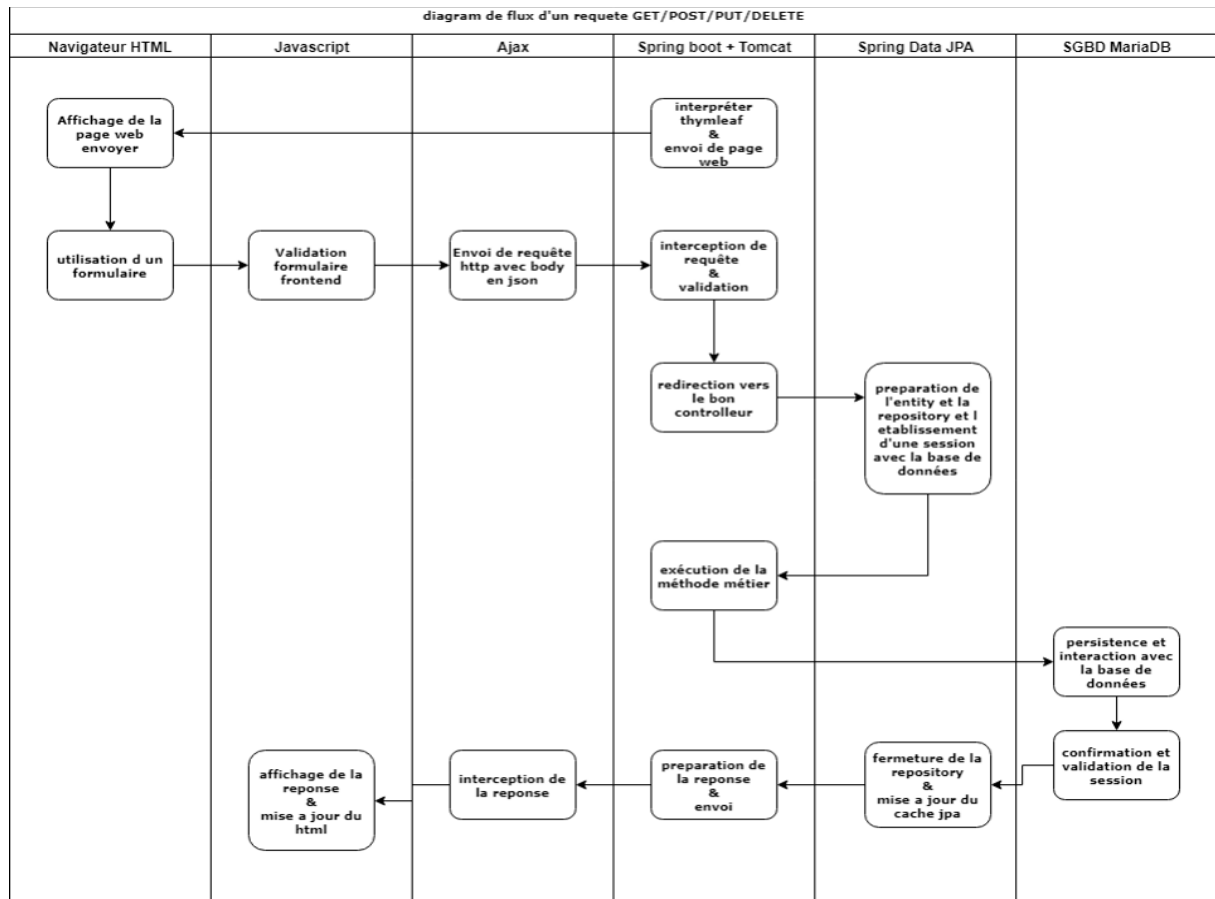 diagram de flux d'un requete GET/POST/PUT/DELETE
Navigateur HTML
Javascript
Ajax
Spring boot + Tomcat
Spring Data JPA
SGBD MariaDB
Affichage de la
page web
envoyer
interpréter
thymleaf
&
envoi de page
web
utilisation d un
formulaire
Validation
formulaire
frontend
Envoi de requête
http avec body
en json
interception de
requête
&
validation
redirection vers
le bon
controlleur
preparation de
l'entity et la
repository et l
etablissement
d'une session
avec la base de
données
exécution de la
méthode métier
persistence et
interaction avec
la base de
données
affichage de la
reponse
&
mise a jour du
html
interception de
la reponse
preparation de
la reponse
&
envoi
fermeture de la
repository
&
mise a jour du
cache jpa
confirmation et
validation de la
session